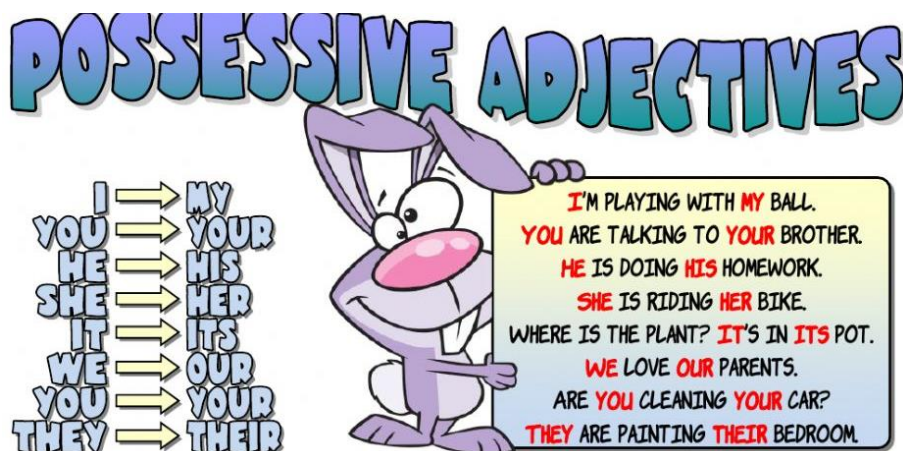 POSSESSIVE ADJECTIVES
I MY
YOU YOUR
HE HIS
SHE HER
IT ITS
WE OUR
YOU YOUR
THEY THEIR
I'M PLAYING WITH MY BALL.
YOU ARE TALKING TO YOUR BROTHER.
HE IS DOING HIS HOMEWORK.
SHE IS RIDING HER BIKE.
WHERE IS THE PLANT? IT'S IN ITS POT.
WE LOVE OUR PARENTS.
ARE YOU CLEANING YOUR CAR?
THEY ARE PAINTING THEIR BEDROOM.